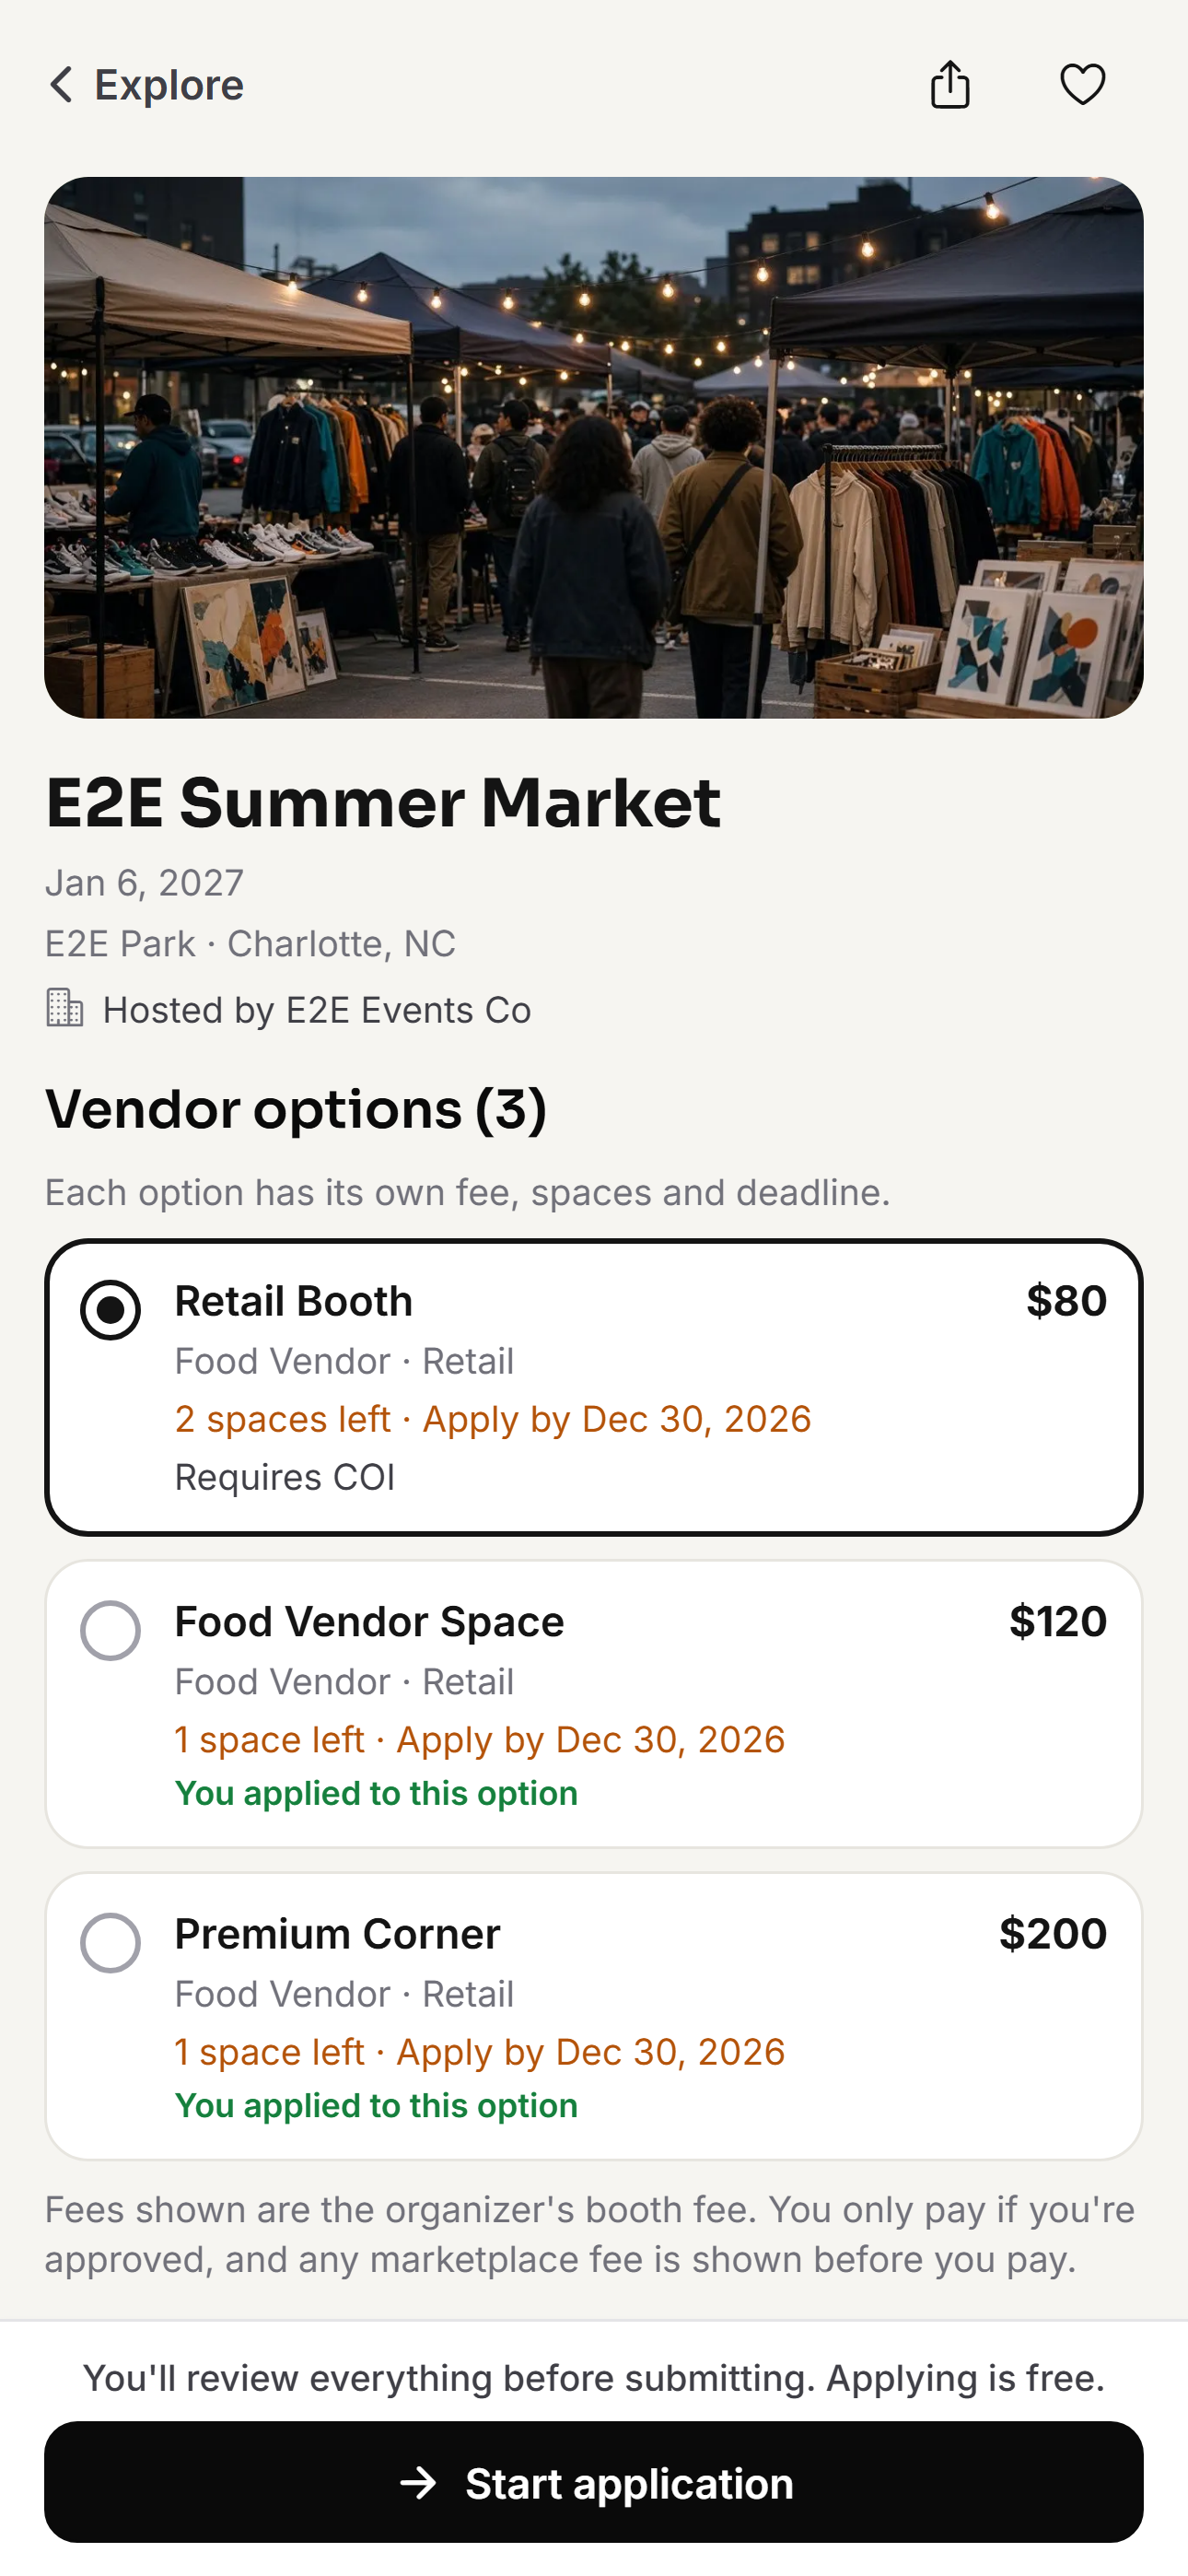 Explore
E2E Summer Market
Jan 6, 2027
E2E Park · Charlotte, NC
Hosted by E2E Events Co
Vendor options (3)
Each option has its own fee, spaces and deadline.
Retail Booth $80
Food Vendor · Retail
2 spaces left · Apply by Dec 30, 2026
Requires COI
Food Vendor Space $120
Food Vendor · Retail
1 space left · Apply by Dec 30, 2026
You applied to this option
Premium Corner $200
Food Vendor · Retail
1 space left · Apply by Dec 30, 2026
You applied to this option
Fees shown are the organizer's booth fee. You only pay if you're
approved, and any marketplace fee is shown before you pay.
You'll review everything before submitting. Applying is free.
Start application